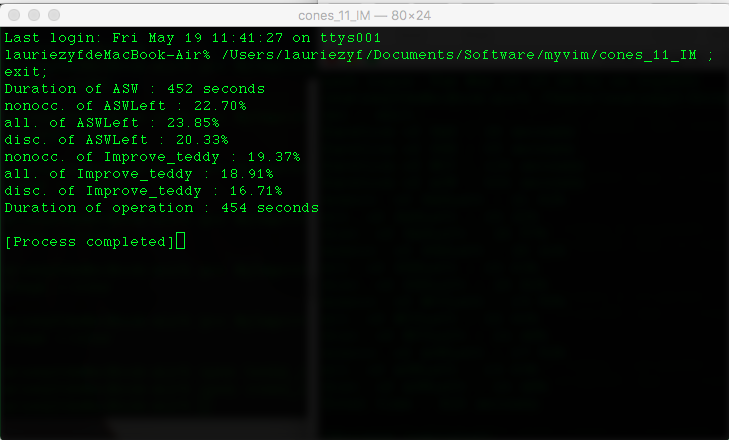 cones_11_IM — 80×24
Last login: Fri May 19 11:41:27 on ttys001
lauriezyfdeMacBook-Air% /Users/lauriezyf/Documents/Software/myvim/cones_11_IM ;
exit;
Duration of ASW : 452 seconds
nonocc. of ASWLeft : 22.70%
all. of ASWLeft : 23.85%
disc. of ASWLeft : 20.33%
nonocc. of Improve_teddy : 19.37%
all. of Improve_teddy : 18.91%
disc. of Improve_teddy : 16.71%
Duration of operation : 454 seconds
[Process completed]